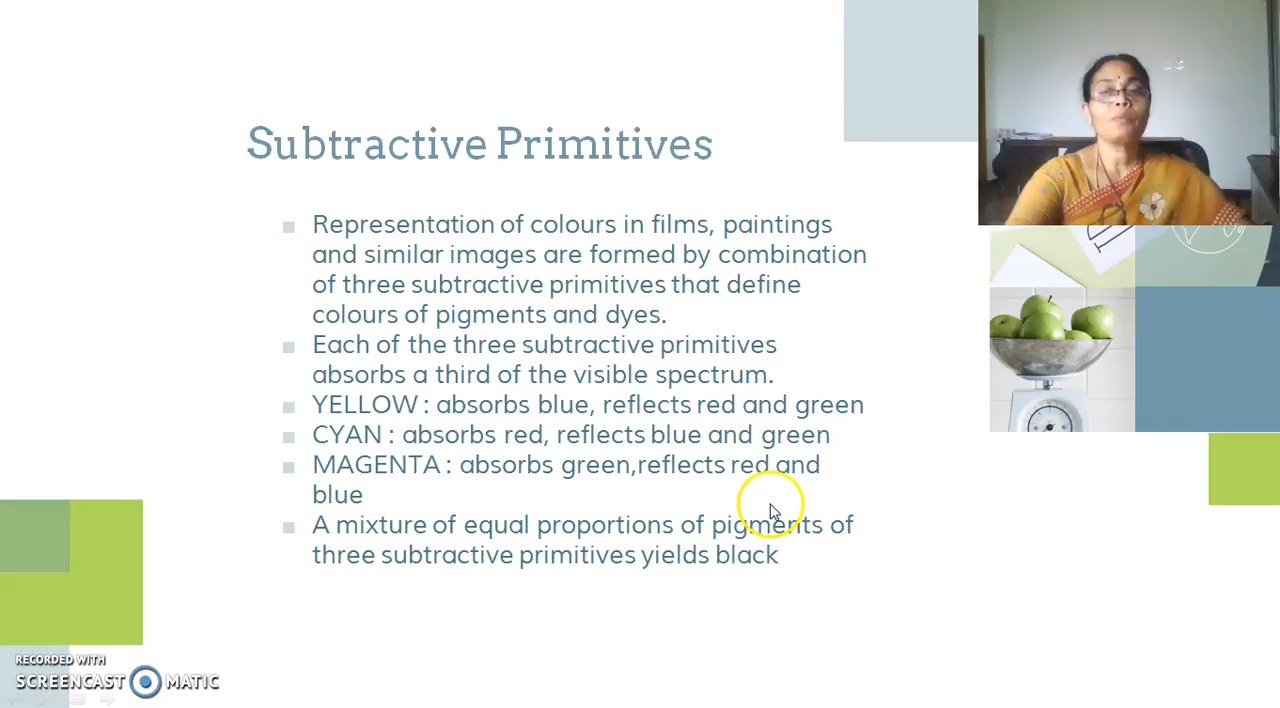 Subtractive Primitives
Representation of colours in films, paintings
and similar images are formed by combination
of three subtractive primitives that define
colours of pigments and dyes.
Each of the three subtractive primitives
absorbs a third of the visible spectrum.
YELLOW : absorbs blue, reflects red and green
CYAN : absorbs red, reflects blue and green
MAGENTA : absorbs green,reflects red and
blue
A mixture of equal proportions of pigments of
three subtractive primitives yields black
RECORDED WITH
SCREENCAST MATIC